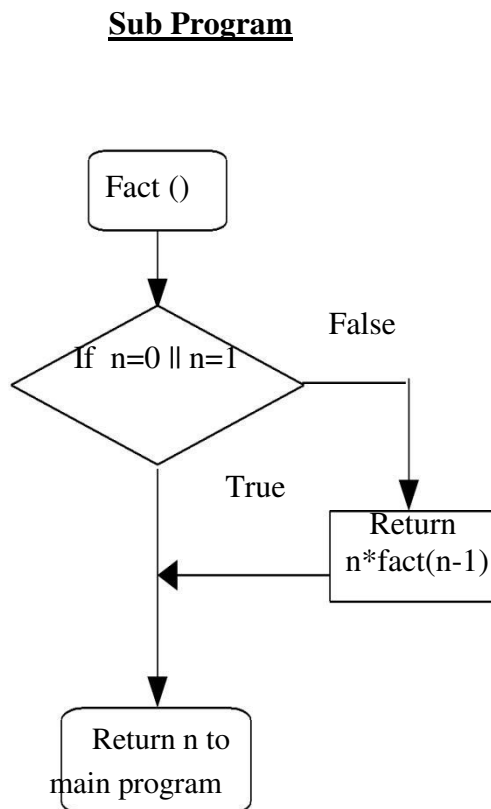 Sub Program
Fact ()
False
If n=0 || n=1
True
Return
n*fact(n-1)
Return n to
main program